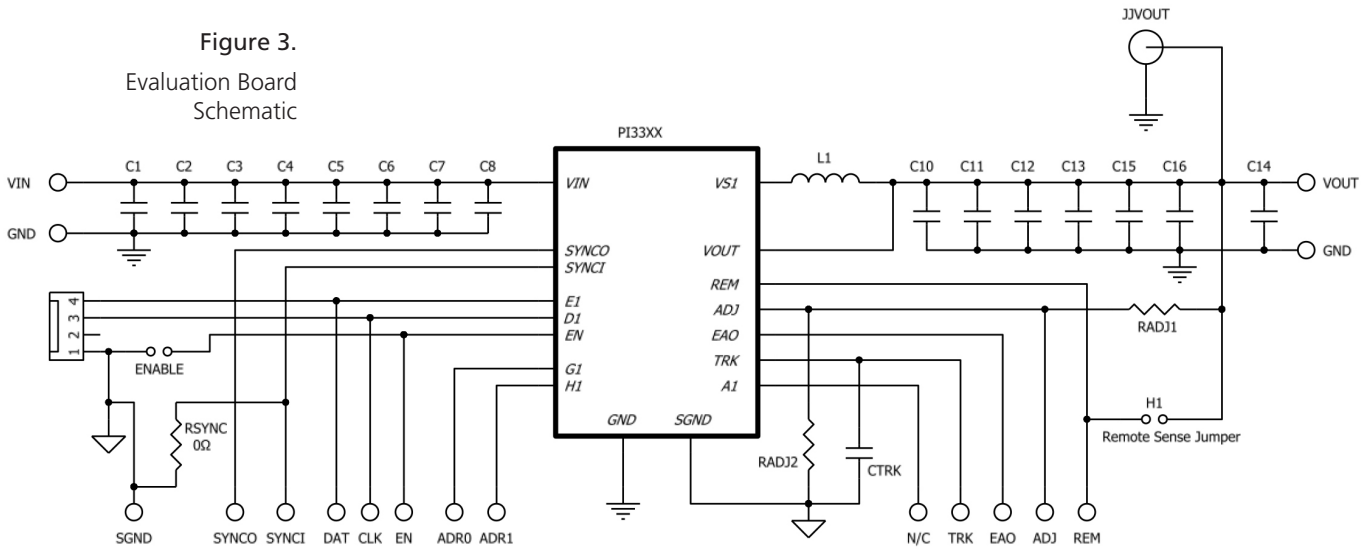 Figure 3.
Evaluation Board
Schematic
JJVOUT
PI33XX
C1 C2 C3 C4 C5 C6 C7 C8
L1
C10 C11 C12 C13 C15 C16 C14
VIN
VIN
VS1
VOUT
GND
SYNCO
VOUT
GND
SYNCI
REM
4
E1
ADJ
3
D1
RADJ1
2
EN
EAO
1
ENABLE
G1
TRK
H1
A1
H1
Remote Sense Jumper
RSYNC
0Ω
GND
SGND
RADJ2
CTRK
SGND
SYNCO SYNCI DAT CLK EN ADR0 ADR1
N/C TRK EAO ADJ REM